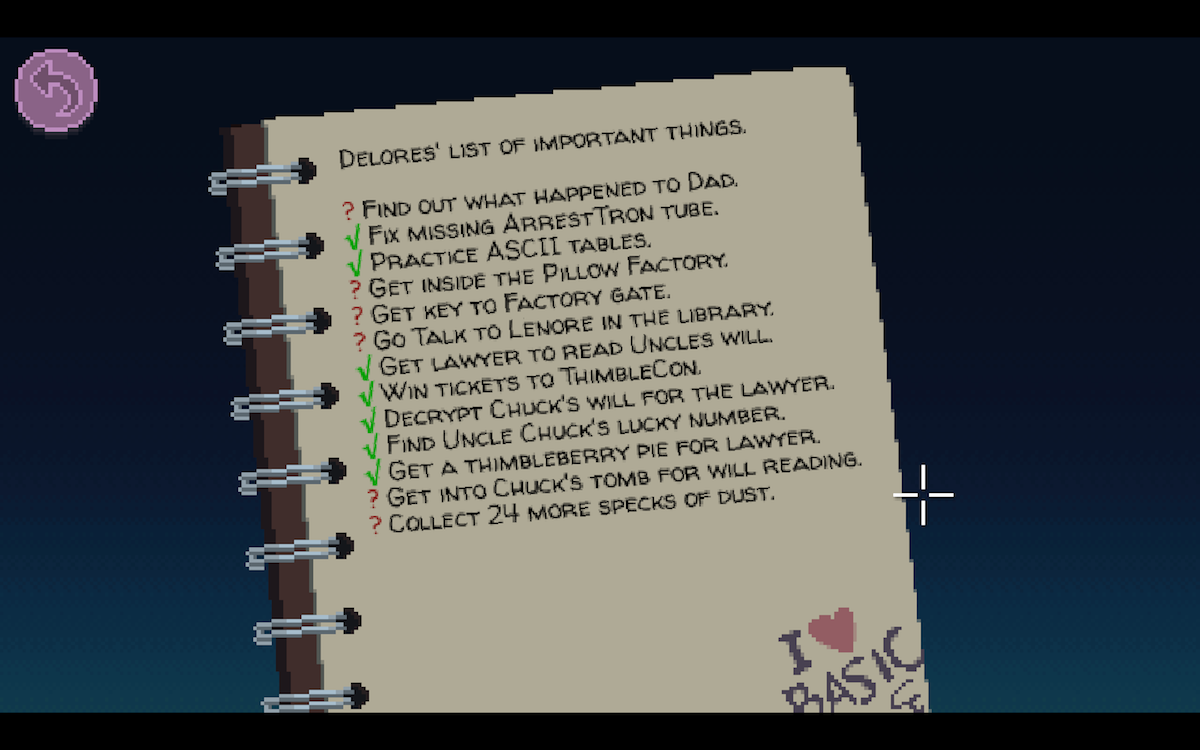 Delores' list of important things.
? Find out what happened to Dad.
√ Fix missing ArrestTron tube.
√ Practice ASCII tables.
? Get inside the Pillow Factory.
? Get key to Factory gate.
? Go Talk to Lenore in the library.
√ Get lawyer to read Uncles will.
√ Win tickets to ThimbleCon.
√ Decrypt Chuck's will for the lawyer.
√ Find Uncle Chuck's lucky number.
√ Get a thimbleberry pie for lawyer.
? Get into Chuck's tomb for will reading.
? Collect 24 more specks of dust.
I ❤
BASIC